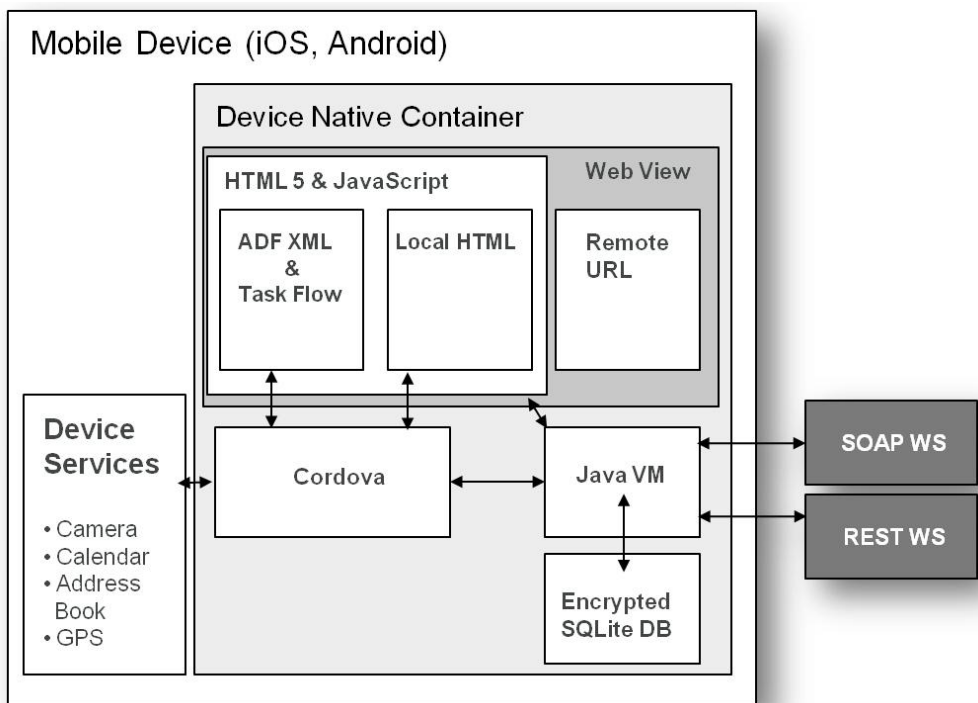 Mobile Device (iOS, Android)
Device Native Container
Web View
HTML 5 & JavaScript
ADF XML
&
Task Flow
Local HTML
Remote
URL
Device
Services
• Camera
• Calendar
• Address
Book
• GPS
Cordova
Java VM
Encrypted
SQLite DB
SOAP WS
REST WS